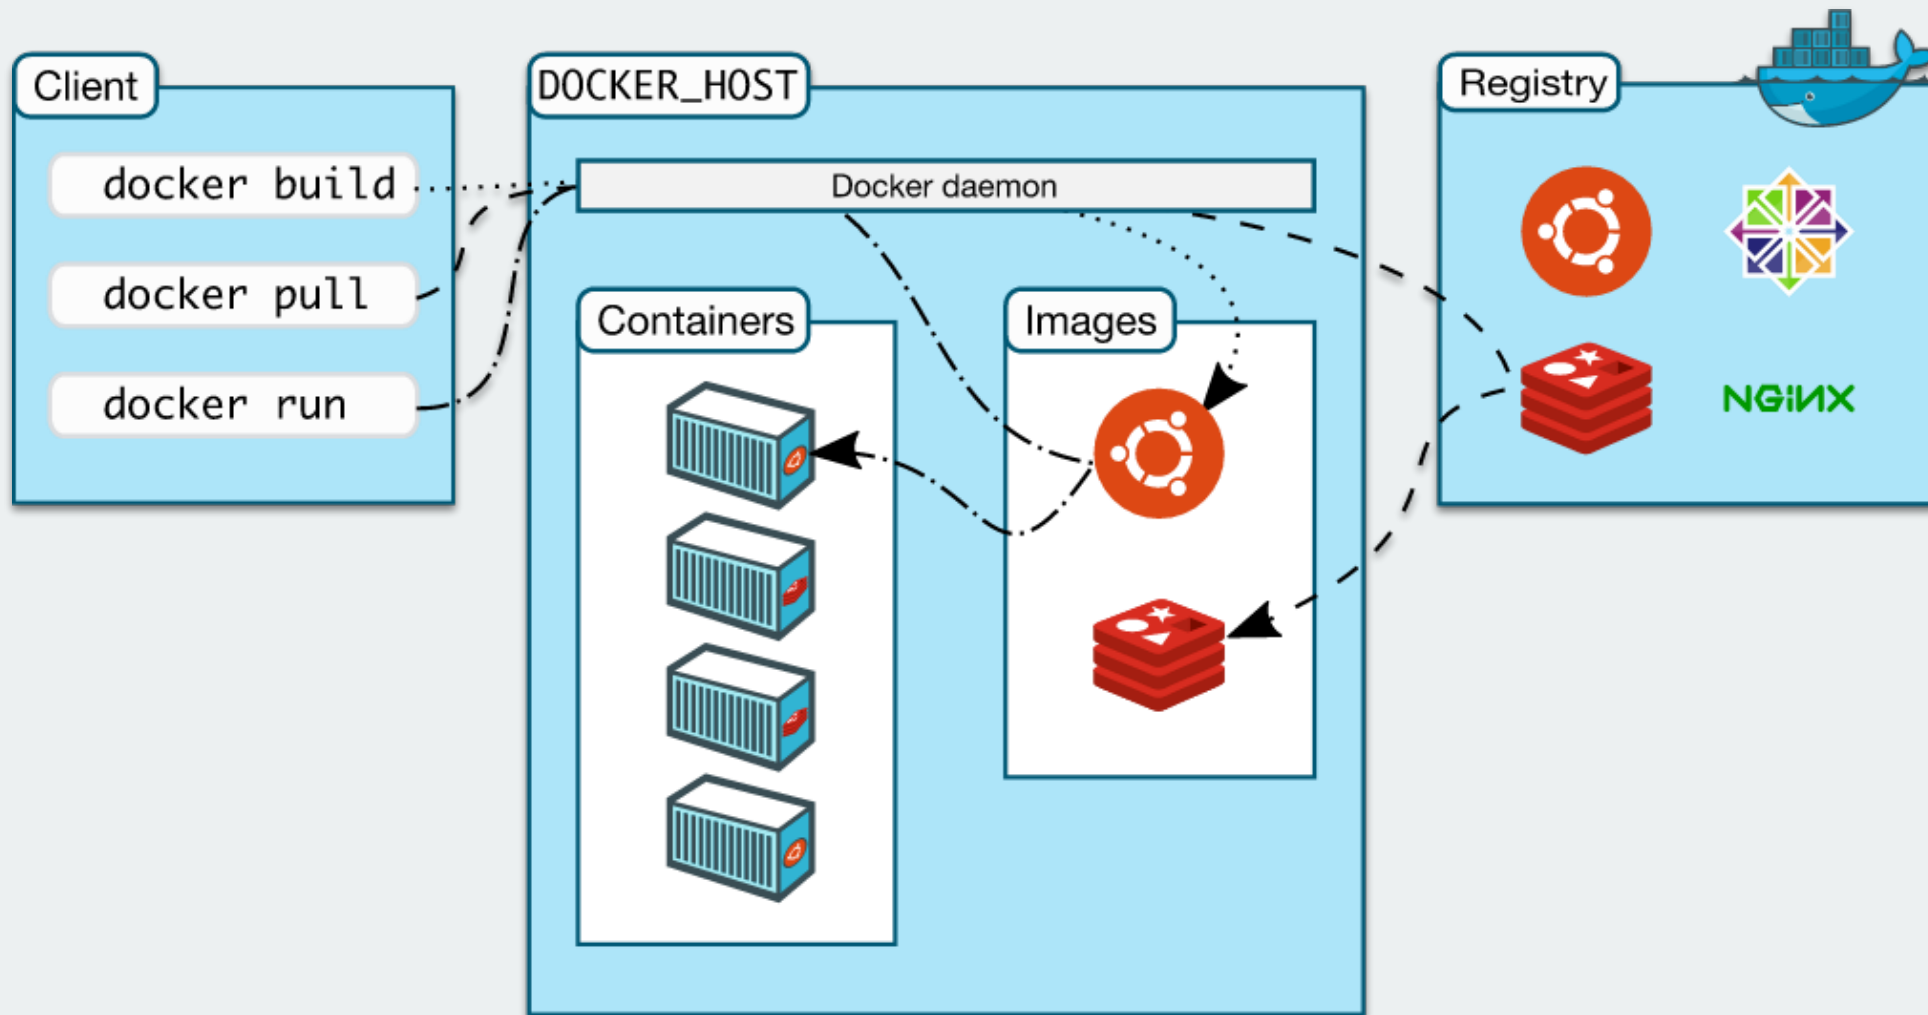 Client
docker build
docker pull
docker run
DOCKER_HOST
Docker daemon
Containers
Images
Registry
NGINX